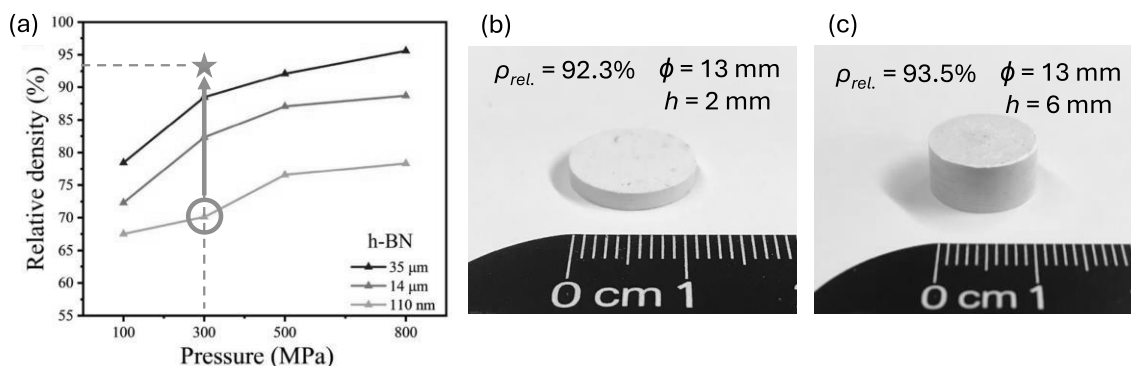 (a)
Relative density (%)
100
95
90
85
80
75
70
65
60
55
h-BN
35 μm
14 μm
110 nm
100
300
500
800
Pressure (MPa)
(b)
ρrel. = 92.3% ϕ = 13 mm
h = 2 mm
0 cm 1
(c)
ρrel. = 93.5% ϕ = 13 mm
h = 6 mm
0 cm 1